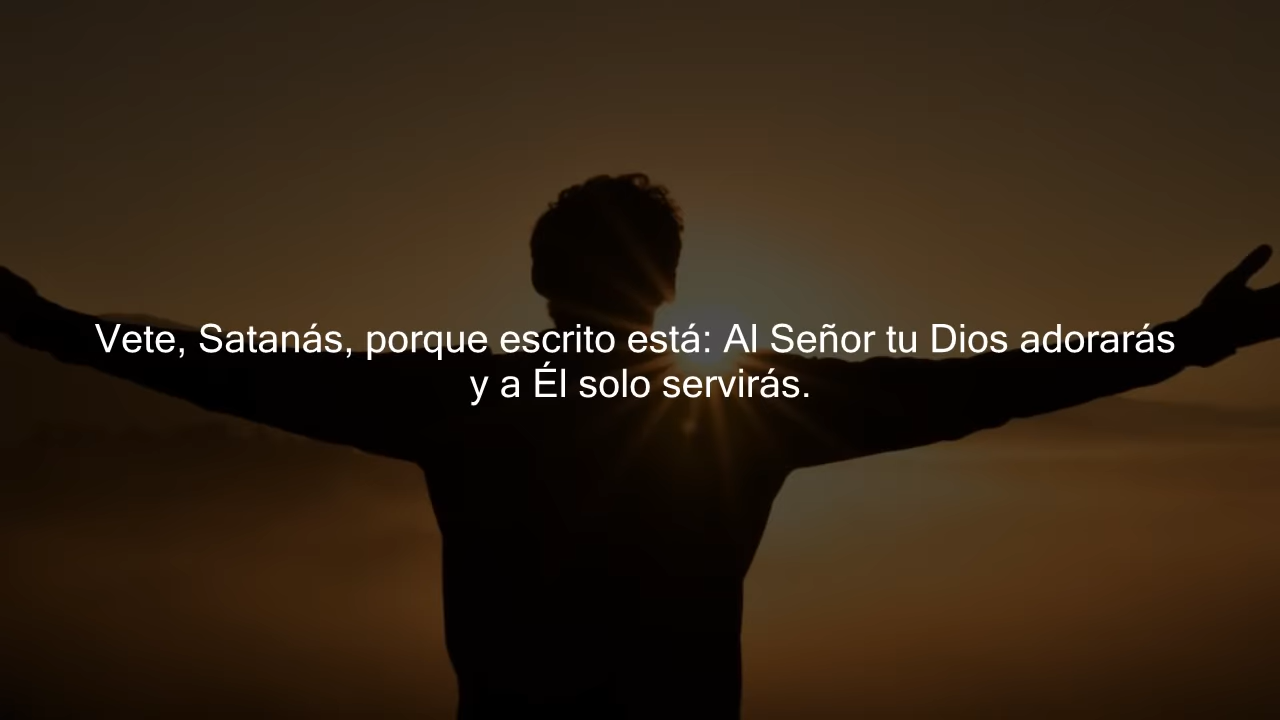 Vete, Satanás, porque escrito está: Al Señor tu Dios adorarás
y a Él solo servirás.